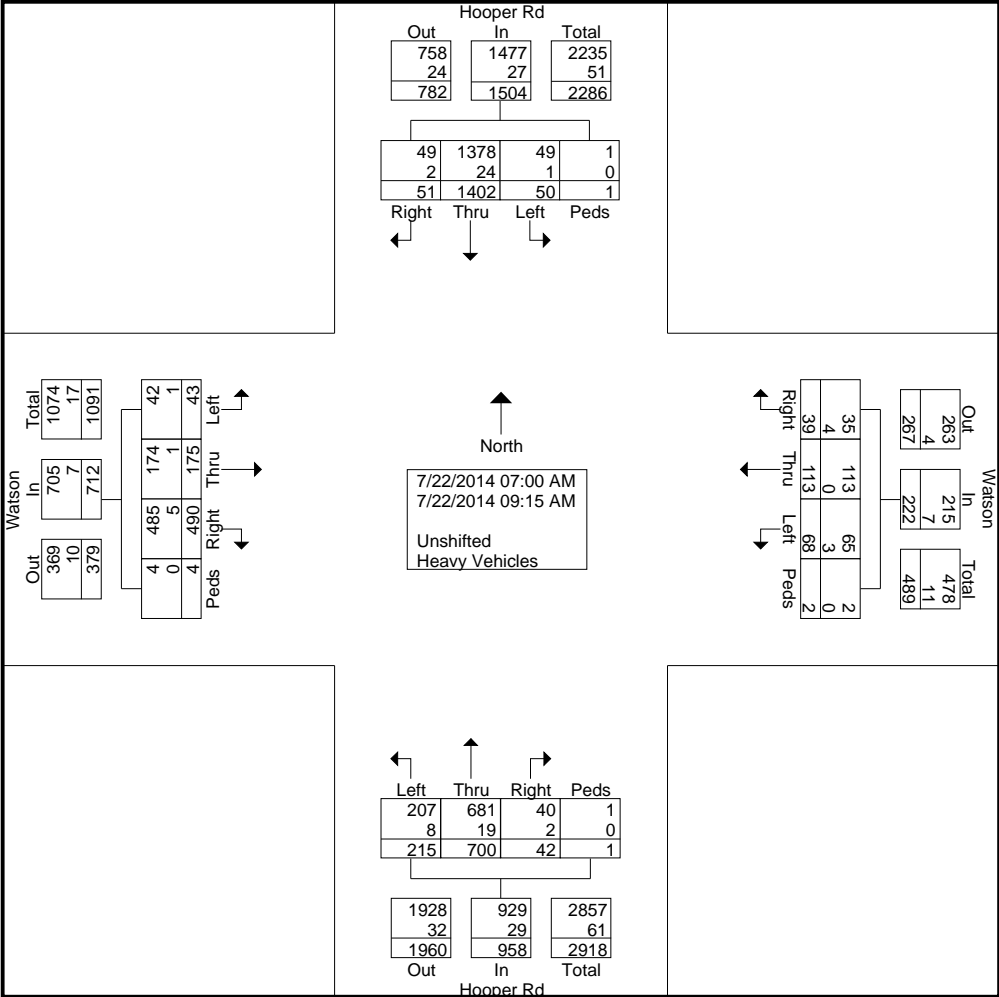 Hooper Rd
Out In Total
758 1477 2235
24 27 51
782 1504 2286
49 1378 49 1
2 24 1 0
51 1402 50 1
Right Thru Left Peds
Watson
Total
1074
17
1091
In
705
7
712
Out
369
10
379
42 1 43 Left
174 1 175 Thru
485 5 490 Right
4 0 4 Peds
North
7/22/2014 07:00 AM
7/22/2014 09:15 AM
Unshifted
Heavy Vehicles
Right 39 4 35
Thru 113 0 113
Left 68 3 65
Peds 2 0 2
Watson
Out
263
4
267
In
215
7
222
Total
478
11
489
Left Thru Right Peds
207 681 40 1
8 19 2 0
215 700 42 1
1928 929 2857
32 29 61
1960 958 2918
Out In Total
Hooper Rd